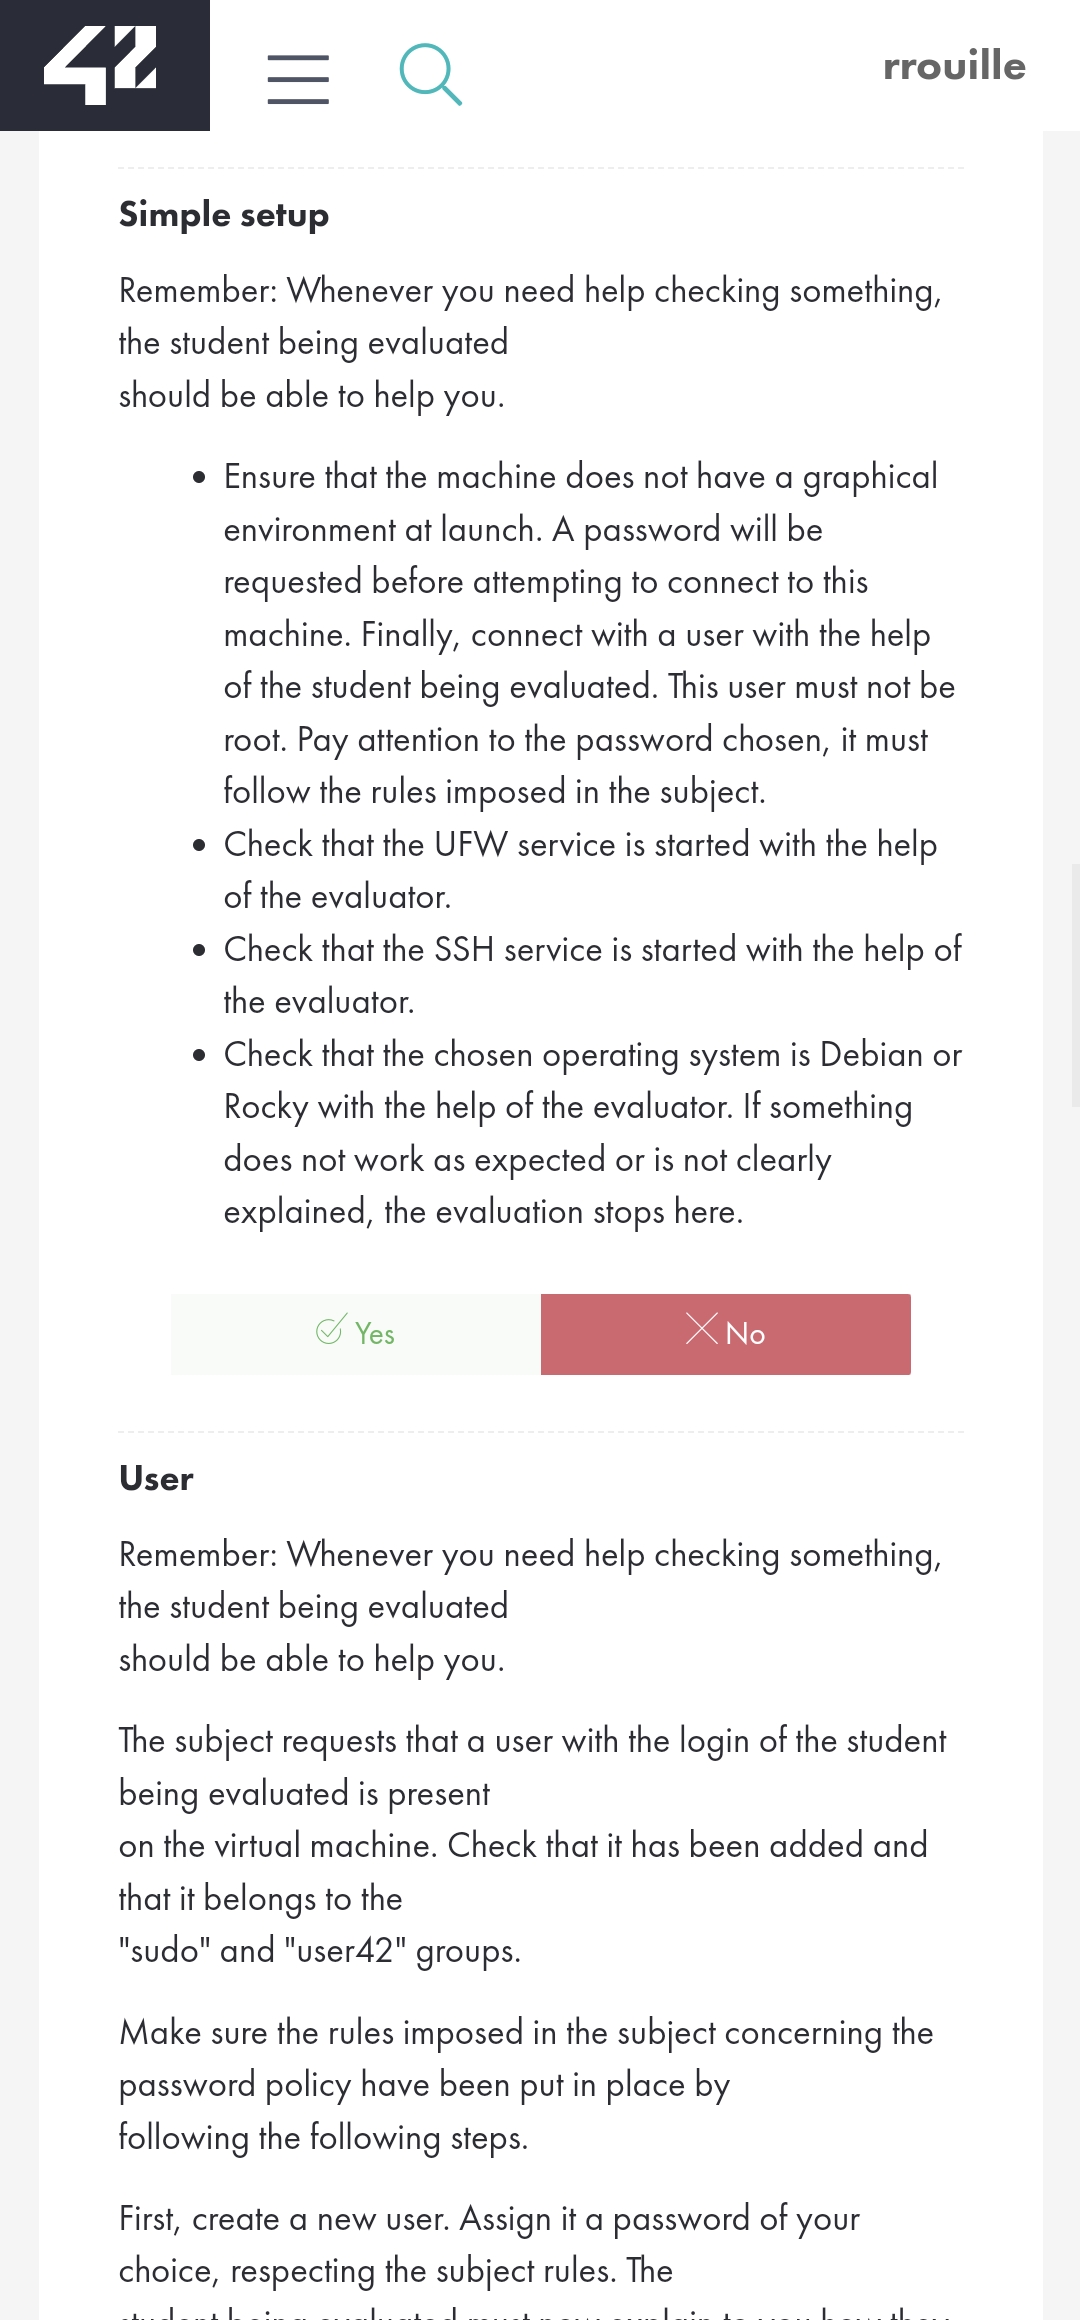 42
rrouille
Simple setup
Remember: Whenever you need help checking something,
the student being evaluated
should be able to help you.
Ensure that the machine does not have a graphical
environment at launch. A password will be
requested before attempting to connect to this
machine. Finally, connect with a user with the help
of the student being evaluated. This user must not be
root. Pay attention to the password chosen, it must
follow the rules imposed in the subject.
Check that the UFW service is started with the help
of the evaluator.
Check that the SSH service is started with the help of
the evaluator.
Check that the chosen operating system is Debian or
Rocky with the help of the evaluator. If something
does not work as expected or is not clearly
explained, the evaluation stops here.
Yes
No
User
Remember: Whenever you need help checking something,
the student being evaluated
should be able to help you.
The subject requests that a user with the login of the student
being evaluated is present
on the virtual machine. Check that it has been added and
that it belongs to the
"sudo" and "user42" groups.
Make sure the rules imposed in the subject concerning the
password policy have been put in place by
following the following steps.
First, create a new user. Assign it a password of your
choice, respecting the subject rules. The